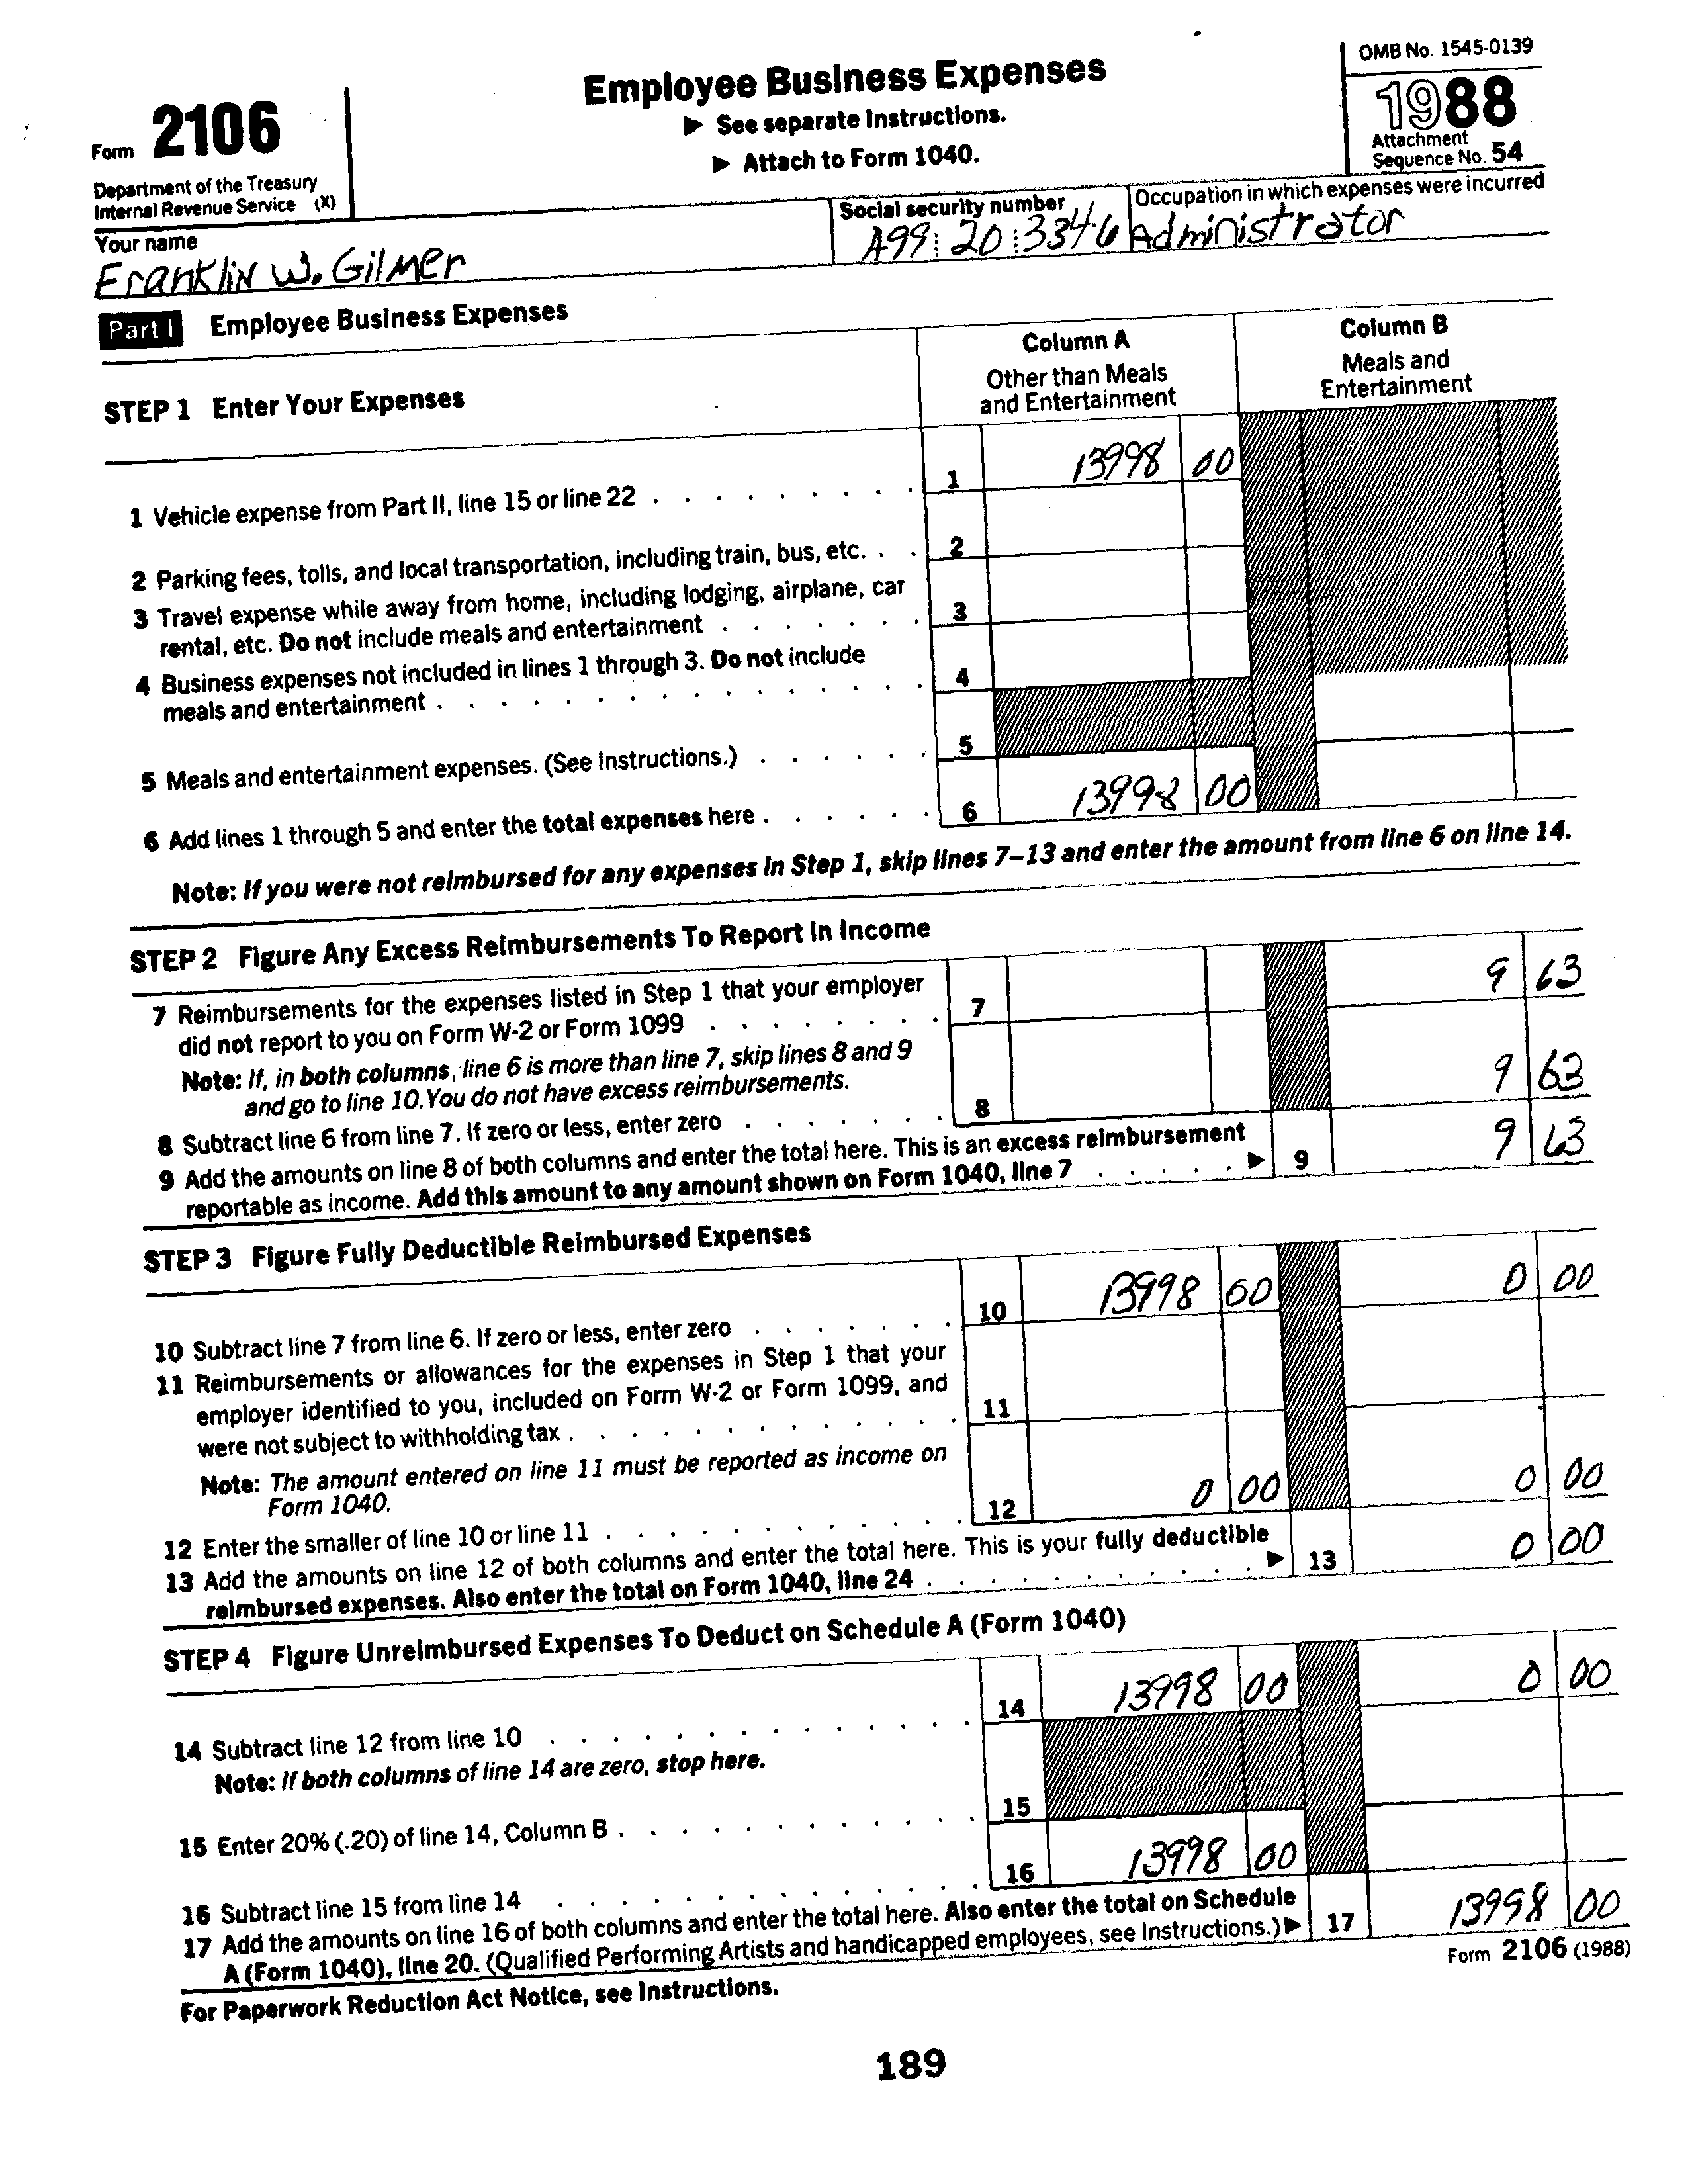 OMB No. 1545-0139
Form 2106
Employee Business Expenses
▶ See separate Instructions.
▶ Attach to Form 1040.
1988
Department of the Treasury
Internal Revenue Service (X)
Attachment
Sequence No. 54
Your name
Franklin W. Gilmer
Social security number
A99 20 3346
Occupation in which expenses were incurred
Administrator
Part I Employee Business Expenses
STEP 1 Enter Your Expenses
Column A
Other than Meals
and Entertainment
Column B
Meals and
Entertainment
1 Vehicle expense from Part II, line 15 or line 22 . . . . . . . . . 1 13998 00
2 Parking fees, tolls, and local transportation, including train, bus, etc. . . 2
3 Travel expense while away from home, including lodging, airplane, car
rental, etc. Do not include meals and entertainment . . . . . . . 3
4 Business expenses not included in lines 1 through 3. Do not include
meals and entertainment . . . . . . . . . . . . . . . . 4
5 Meals and entertainment expenses. (See Instructions.) . . . . . . 5
6 Add lines 1 through 5 and enter the total expenses here . . . . . . 6 13998 00
Note: If you were not reimbursed for any expenses in Step 1, skip lines 7–13 and enter the amount from line 6 on line 14.
STEP 2 Figure Any Excess Reimbursements To Report In Income
7 Reimbursements for the expenses listed in Step 1 that your employer
did not report to you on Form W-2 or Form 1099 . . . . . . . . 7 9 63
Note: If, in both columns, line 6 is more than line 7, skip lines 8 and 9
and go to line 10. You do not have excess reimbursements.
8 Subtract line 6 from line 7. If zero or less, enter zero . . . . . . . 8 9 63
9 Add the amounts on line 8 of both columns and enter the total here. This is an excess reimbursement
reportable as income. Add this amount to any amount shown on Form 1040, line 7 . . . . . ▶ 9 9 63
STEP 3 Figure Fully Deductible Reimbursed Expenses
10 Subtract line 7 from line 6. If zero or less, enter zero . . . . . . . 10 13998 00 0 00
11 Reimbursements or allowances for the expenses in Step 1 that your
employer identified to you, included on Form W-2 or Form 1099, and
were not subject to withholding tax . . . . . . . . . . . . . 11
Note: The amount entered on line 11 must be reported as income on
Form 1040.
12 Enter the smaller of line 10 or line 11 . . . . . . . . . . . . 12 0 00 0 00
13 Add the amounts on line 12 of both columns and enter the total here. This is your fully deductible
reimbursed expenses. Also enter the total on Form 1040, line 24 . . . . . . . . . . . ▶ 13 0 00
STEP 4 Figure Unreimbursed Expenses To Deduct on Schedule A (Form 1040)
14 Subtract line 12 from line 10 . . . . . . . . . . . . . . 14 13998 00 0 00
Note: If both columns of line 14 are zero, stop here.
15 Enter 20% (.20) of line 14, Column B . . . . . . . . . . . . 15
16 Subtract line 15 from line 14 . . . . . . . . . . . . . . 16 13998 00
17 Add the amounts on line 16 of both columns and enter the total here. Also enter the total on Schedule
A (Form 1040), line 20. (Qualified Performing Artists and handicapped employees, see Instructions.) ▶ 17 13998 00
For Paperwork Reduction Act Notice, see Instructions.
Form 2106 (1988)
189